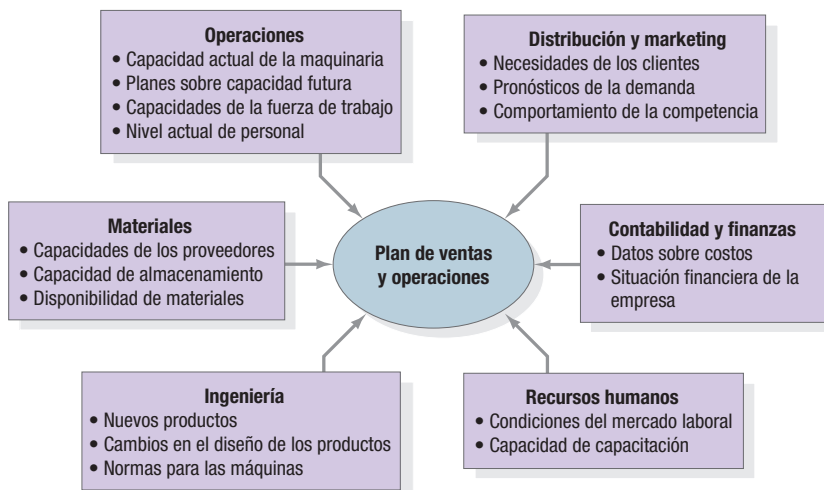 Operaciones
• Capacidad actual de la maquinaria
• Planes sobre capacidad futura
• Capacidades de la fuerza de trabajo
• Nivel actual de personal
Distribución y marketing
• Necesidades de los clientes
• Pronósticos de la demanda
• Comportamiento de la competencia
Materiales
• Capacidades de los proveedores
• Capacidad de almacenamiento
• Disponibilidad de materiales
Plan de ventas
y operaciones
Contabilidad y finanzas
• Datos sobre costos
• Situación financiera de la
empresa
Ingeniería
• Nuevos productos
• Cambios en el diseño de los productos
• Normas para las máquinas
Recursos humanos
• Condiciones del mercado laboral
• Capacidad de capacitación